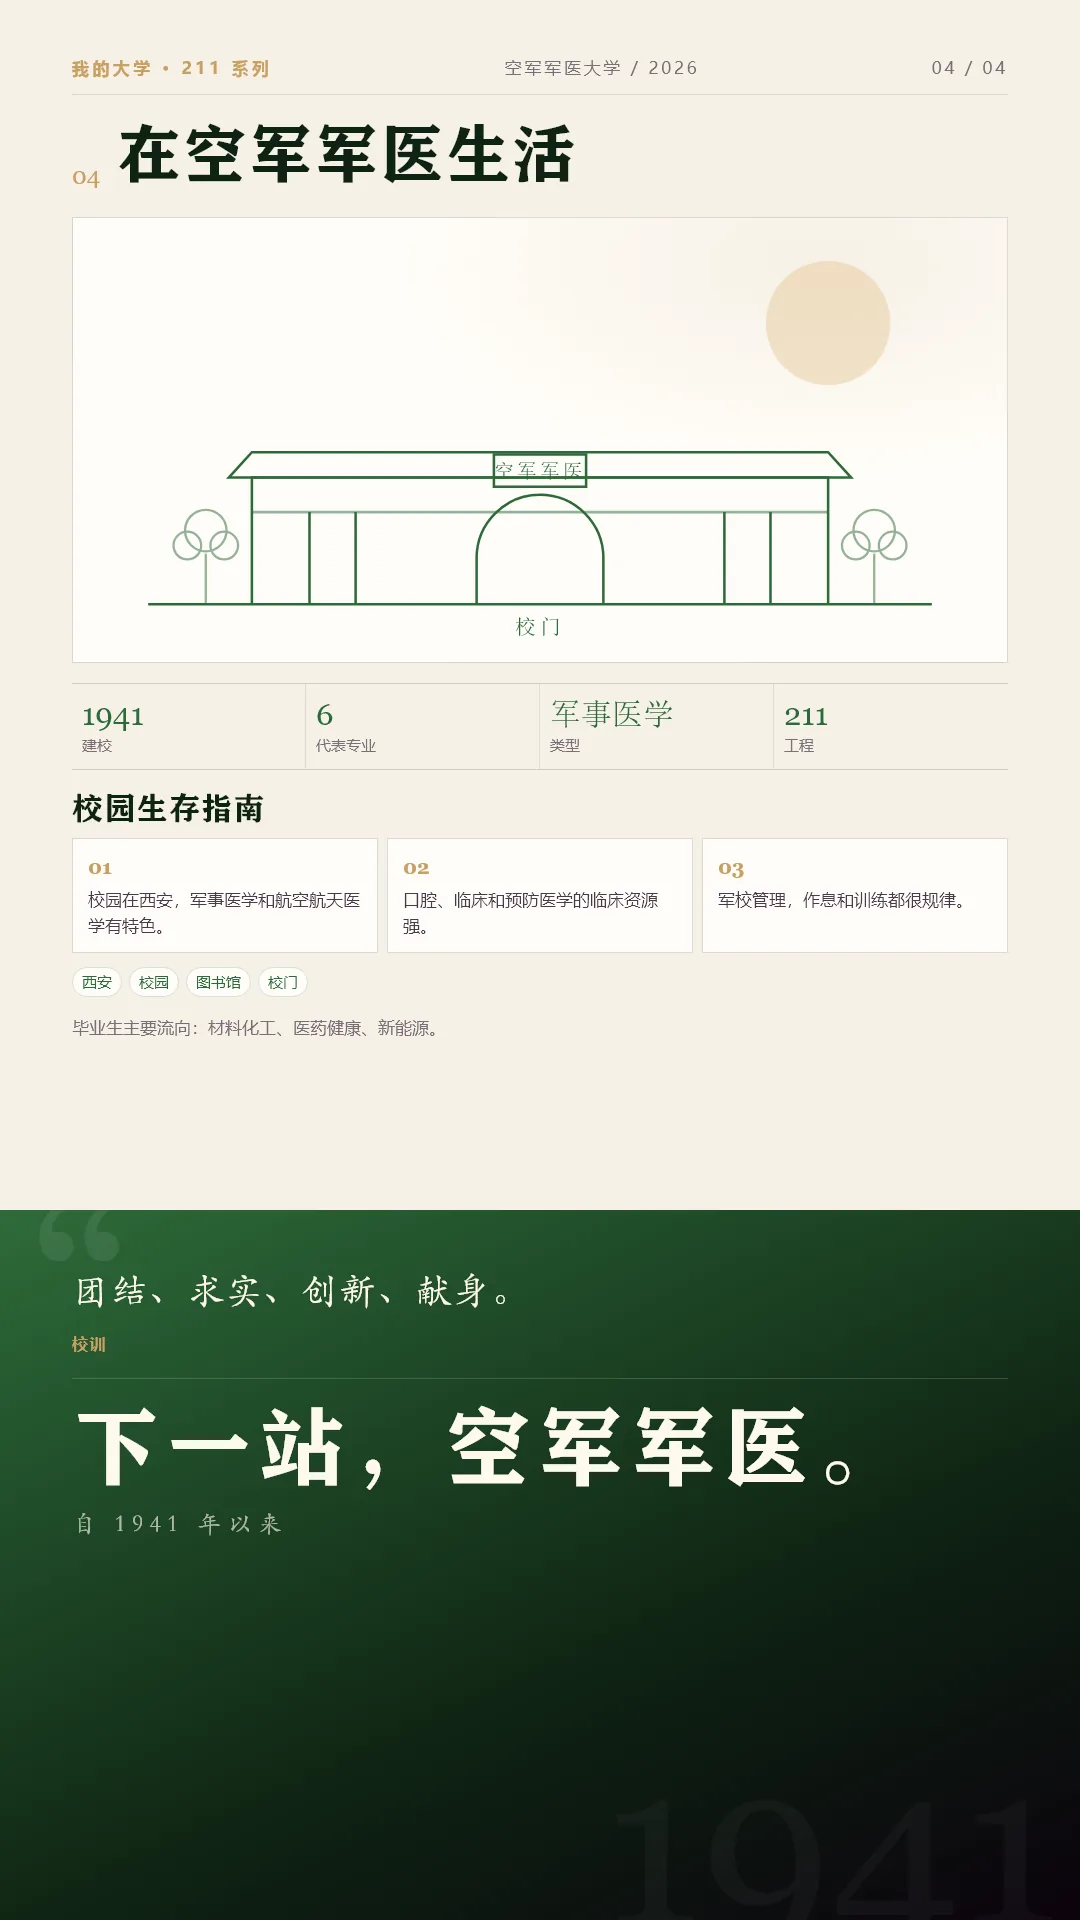 我的大学 · 211 系列
空军军医大学 / 2026
04 / 04
04 在空军军医生活
空军军医
校门
1941
建校
6
代表专业
军事医学
类型
211
工程
校园生存指南
01
校园在西安，军事医学和航空航天医
学有特色。
02
口腔、临床和预防医学的临床资源
强。
03
军校管理，作息和训练都很规律。
西安
校园
图书馆
校门
毕业生主要流向：材料化工、医药健康、新能源。
“
团结、求实、创新、献身。
校训
下一站，空军军医。
自 1941 年以来
1941